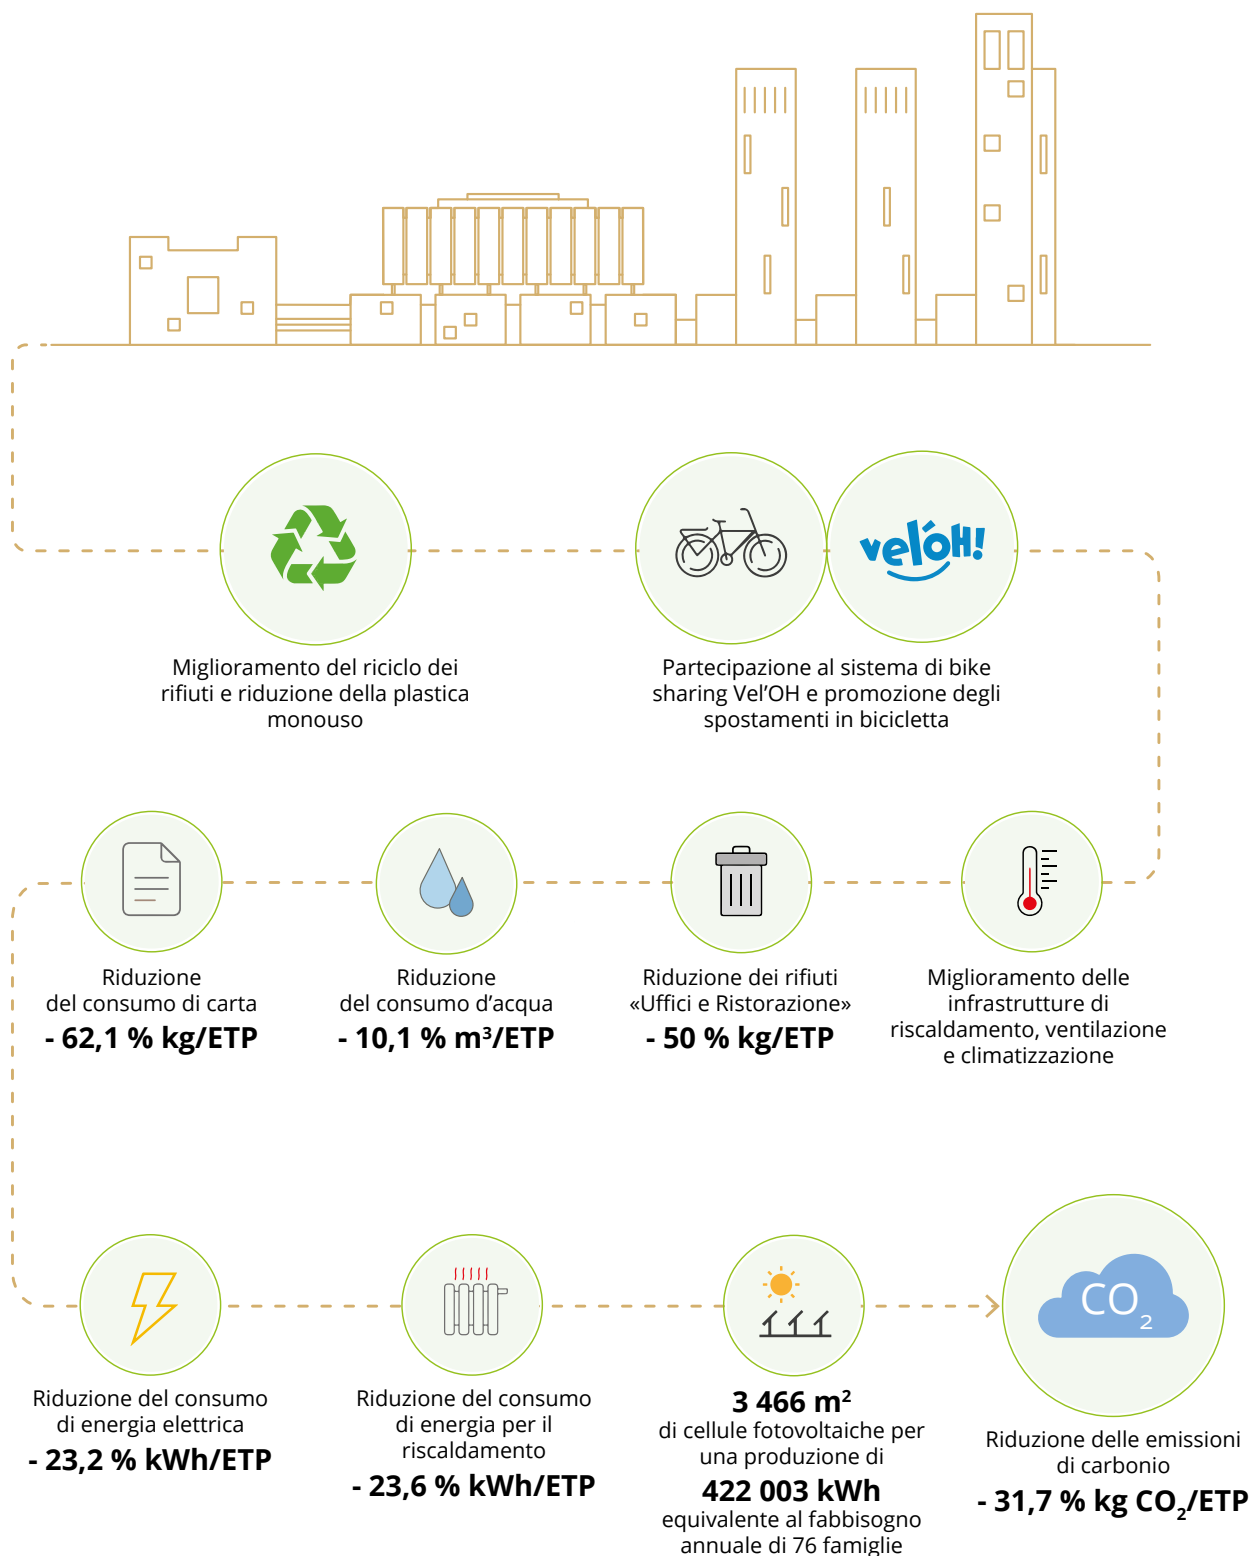 vel'OH!
Miglioramento del riciclo dei
rifiuti e riduzione della plastica
monouso
Partecipazione al sistema di bike
sharing Vel’OH e promozione degli
spostamenti in bicicletta
Riduzione
del consumo di carta
- 62,1 % kg/ETP
Riduzione
del consumo d’acqua
- 10,1 % m³/ETP
Riduzione dei rifiuti
«Uffici e Ristorazione»
- 50 % kg/ETP
Miglioramento delle
infrastrutture di
riscaldamento, ventilazione
e climatizzazione
Riduzione del consumo
di energia elettrica
- 23,2 % kWh/ETP
Riduzione del consumo
di energia per il
riscaldamento
- 23,6 % kWh/ETP
3 466 m²
di cellule fotovoltaiche per
una produzione di
422 003 kWh
equivalente al fabbisogno
annuale di 76 famiglie
CO₂
Riduzione delle emissioni
di carbonio
- 31,7 % kg CO₂/ETP